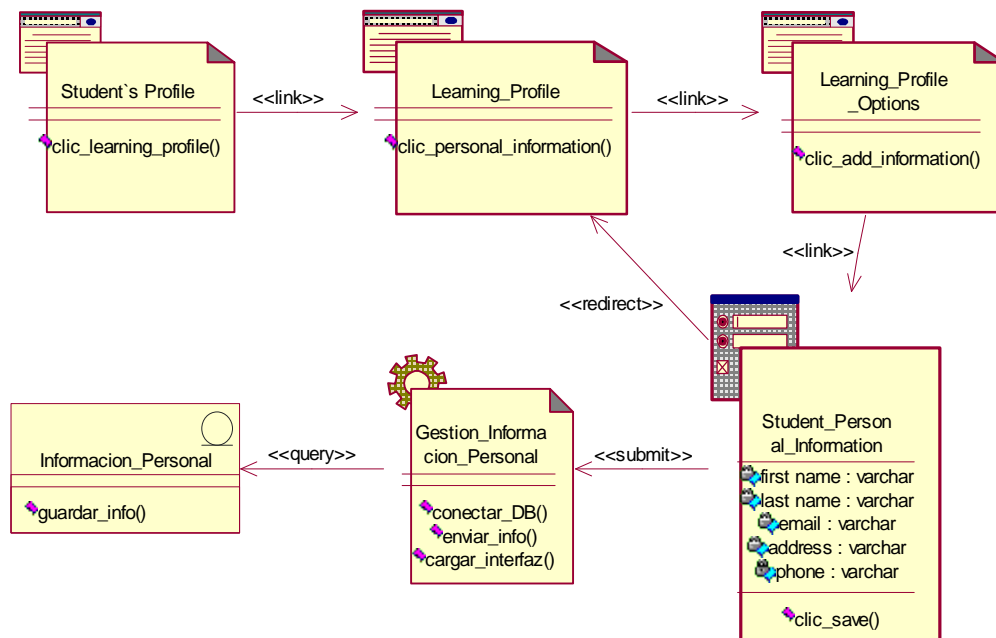 Student`s Profile
clic_learning_profile()
<<link>>
Learning_Profile
clic_personal_information()
<<link>>
Learning_Profile
_Options
clic_add_information()
<<link>>
<<redirect>>
Student_Person
al_Information
first name : varchar
last name : varchar
email : varchar
address : varchar
phone : varchar
clic_save()
<<submit>>
Gestion_Informa
cion_Personal
conectar_DB()
enviar_info()
cargar_interfaz()
<<query>>
Informacion_Personal
guardar_info()